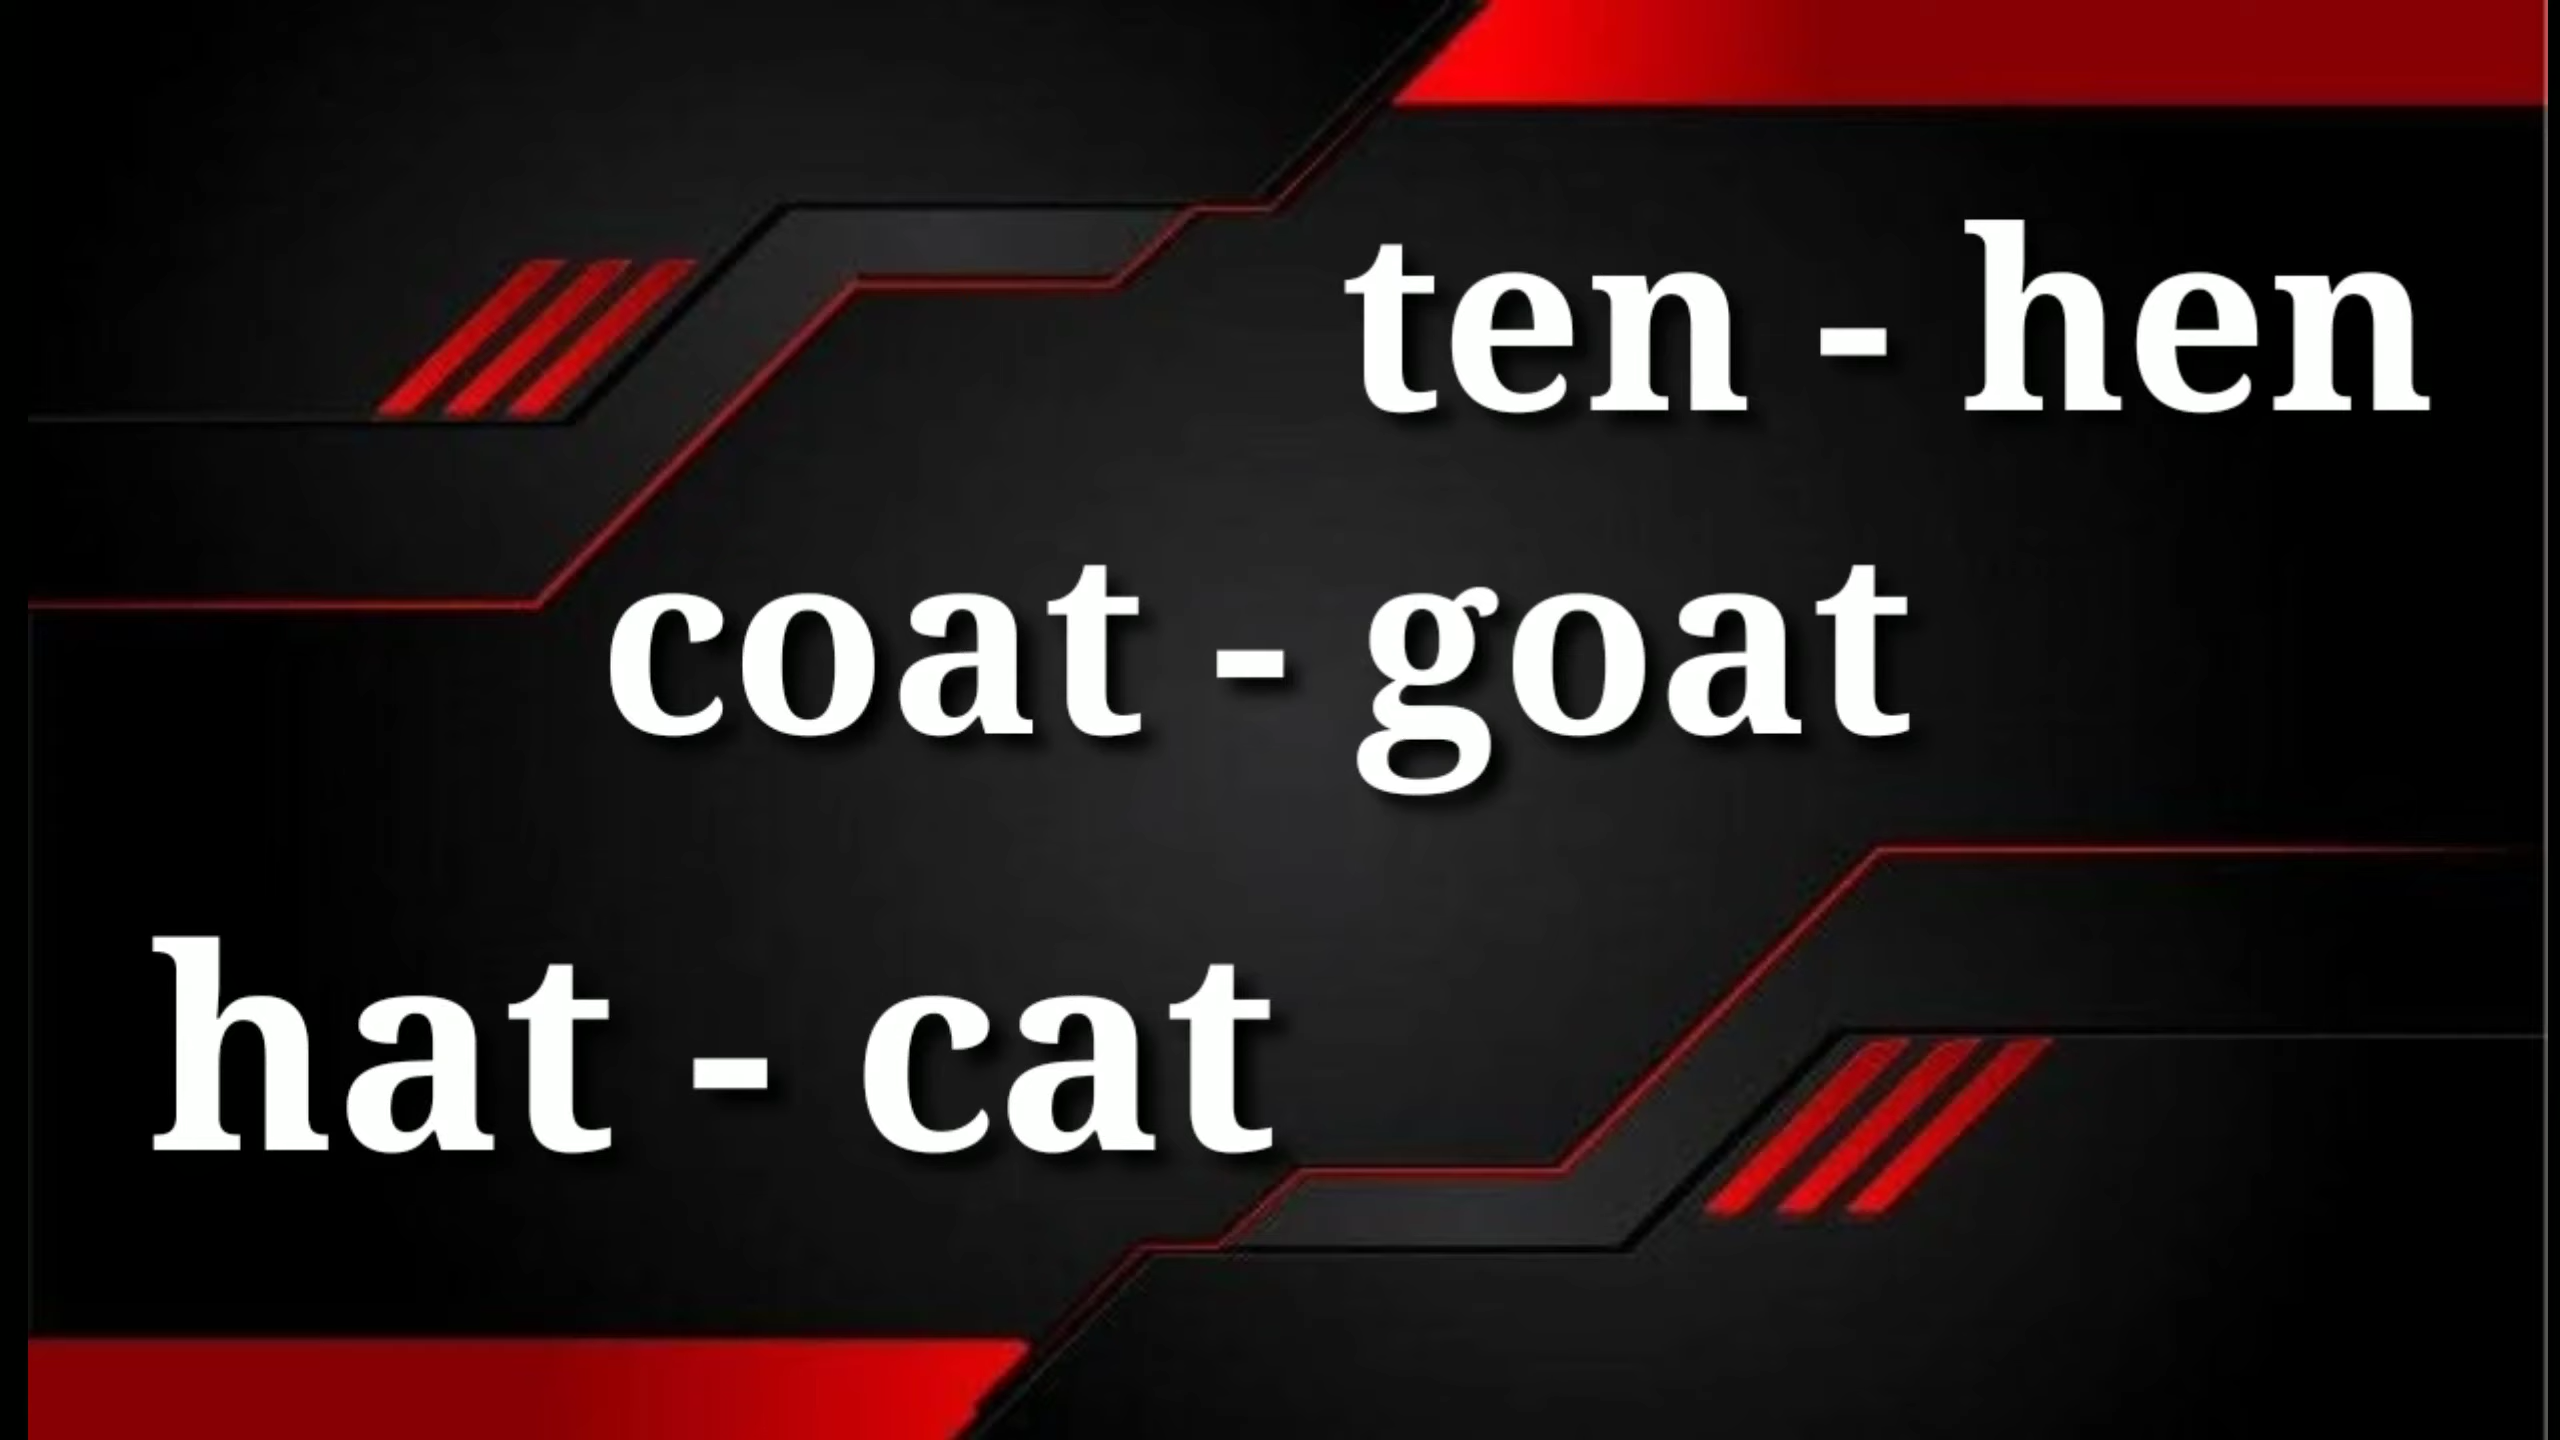 ten - hen
coat - goat
hat - cat